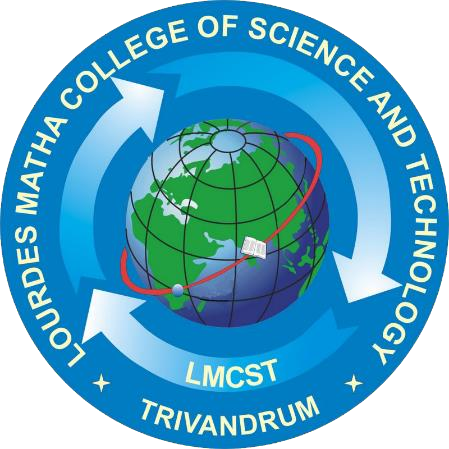 LOURDES MATHA COLLEGE OF SCIENCE AND TECHNOLOGY
LMCST
TRIVANDRUM